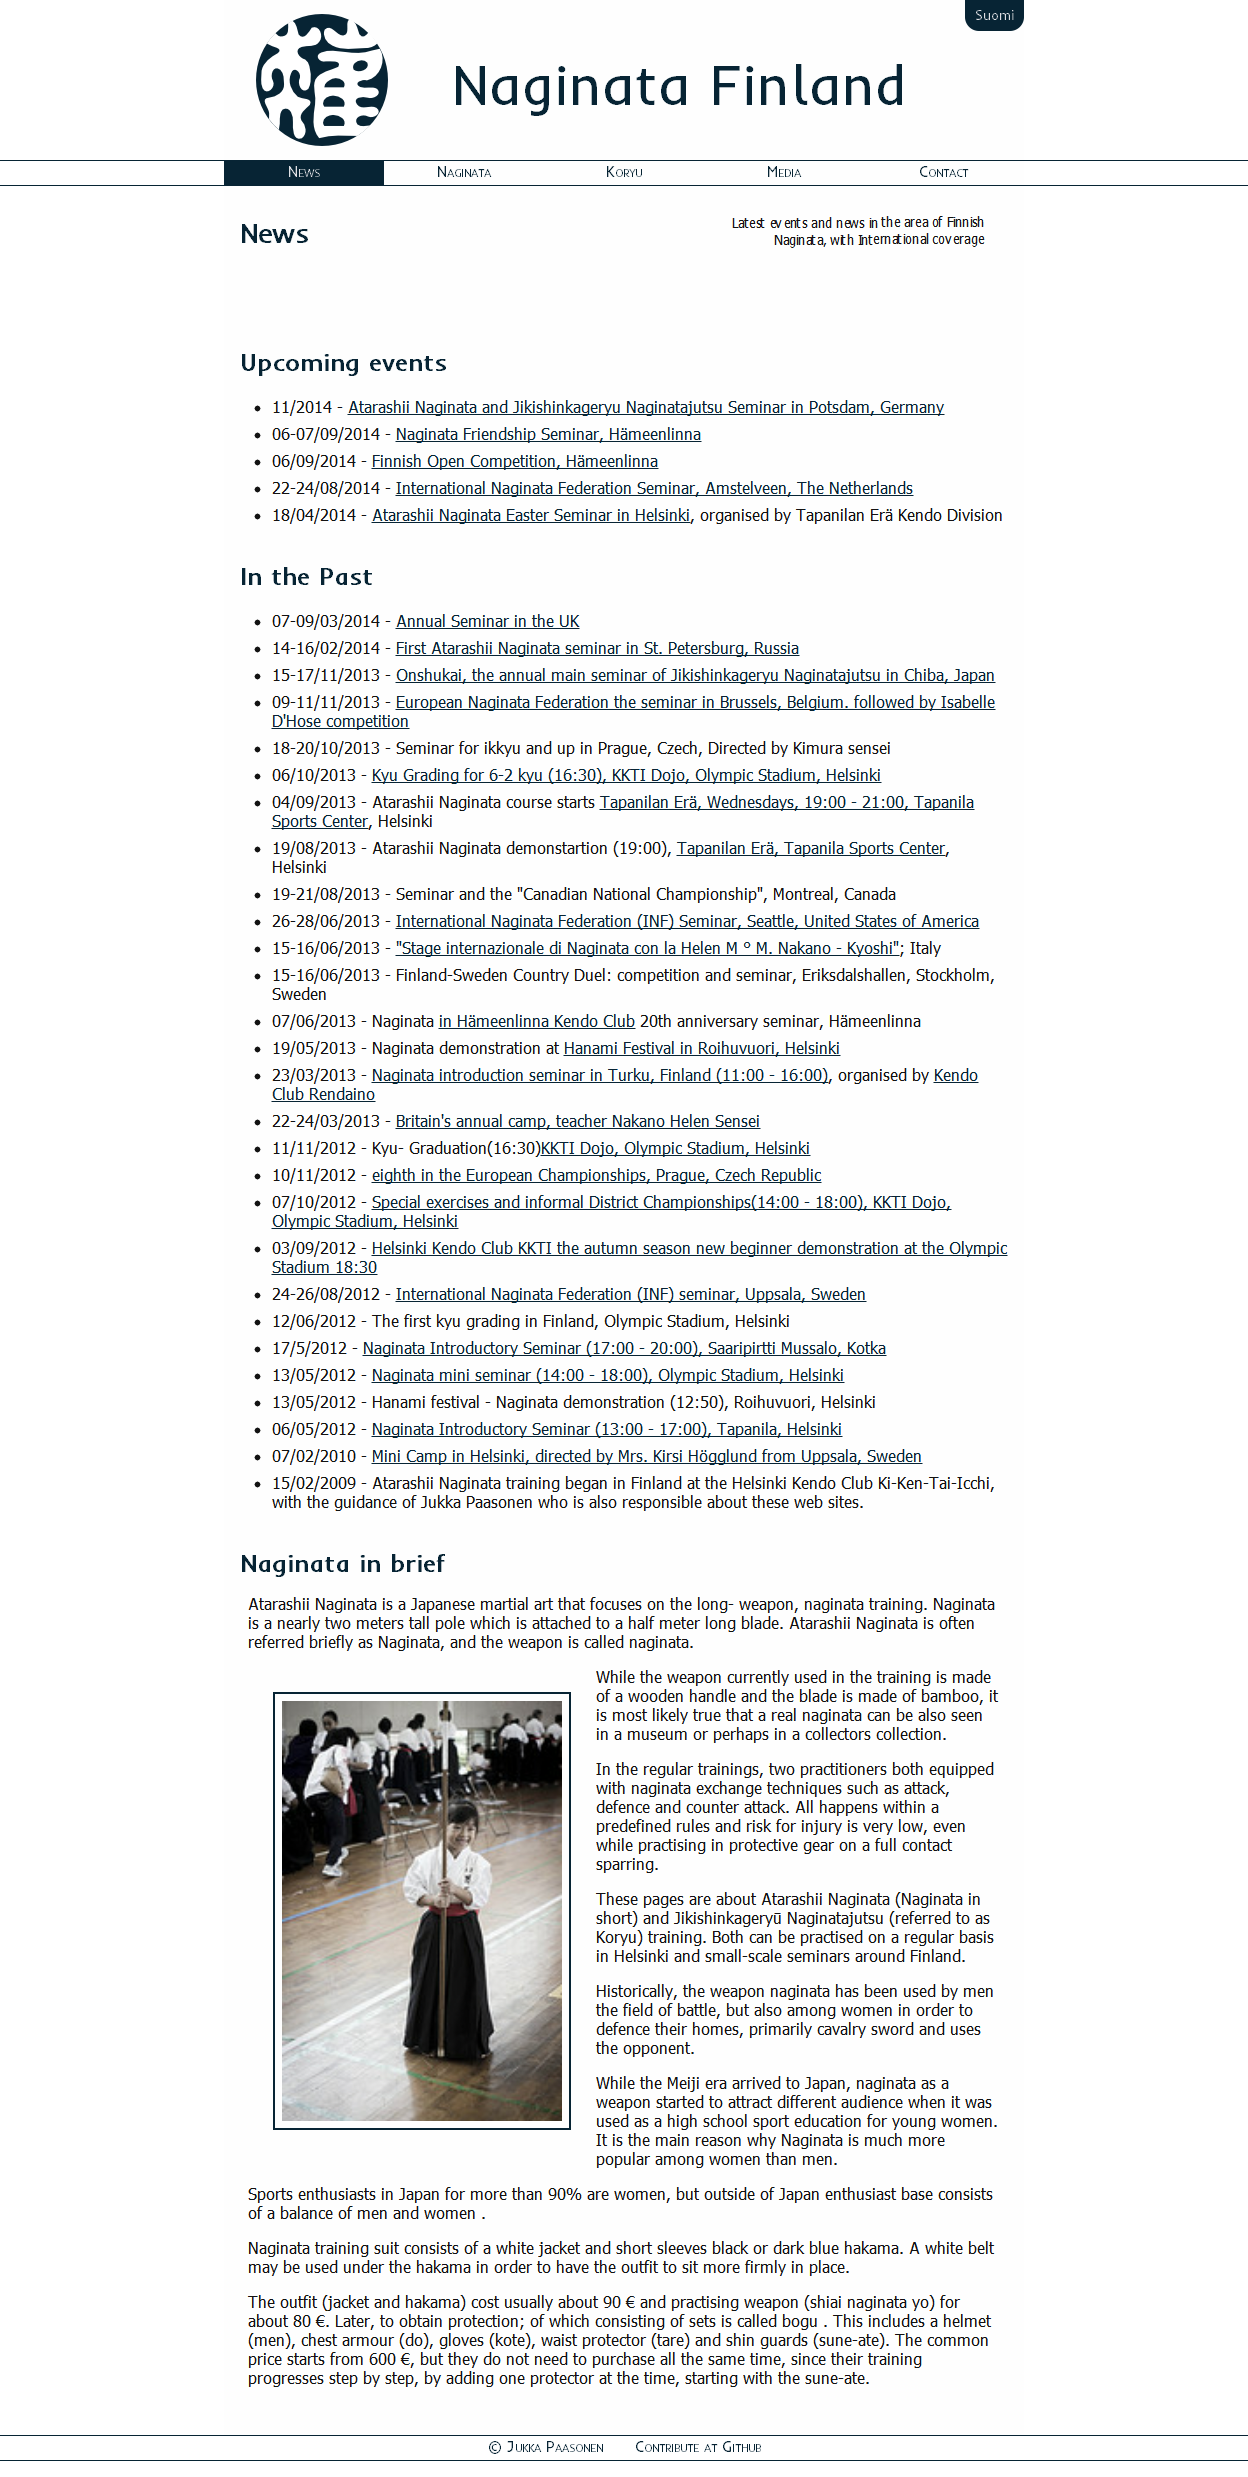 Suomi
Naginata Finland
News Naginata Koryu Media Contact
News
Latest events and news in the area of Finnish
Naginata, with International coverage
Upcoming events
• 11/2014 - Atarashii Naginata and Jikishinkageryu Naginatajutsu Seminar in Potsdam, Germany
• 06-07/09/2014 - Naginata Friendship Seminar, Hämeenlinna
• 06/09/2014 - Finnish Open Competition, Hämeenlinna
• 22-24/08/2014 - International Naginata Federation Seminar, Amstelveen, The Netherlands
• 18/04/2014 - Atarashii Naginata Easter Seminar in Helsinki, organised by Tapanilan Erä Kendo Division
In the Past
• 07-09/03/2014 - Annual Seminar in the UK
• 14-16/02/2014 - First Atarashii Naginata seminar in St. Petersburg, Russia
• 15-17/11/2013 - Onshukai, the annual main seminar of Jikishinkageryu Naginatajutsu in Chiba, Japan
• 09-11/11/2013 - European Naginata Federation the seminar in Brussels, Belgium. followed by Isabelle
D'Hose competition
• 18-20/10/2013 - Seminar for ikkyu and up in Prague, Czech, Directed by Kimura sensei
• 06/10/2013 - Kyu Grading for 6-2 kyu (16:30), KKTI Dojo, Olympic Stadium, Helsinki
• 04/09/2013 - Atarashii Naginata course starts Tapanilan Erä, Wednesdays, 19:00 - 21:00, Tapanila
Sports Center, Helsinki
• 19/08/2013 - Atarashii Naginata demonstartion (19:00), Tapanilan Erä, Tapanila Sports Center,
Helsinki
• 19-21/08/2013 - Seminar and the "Canadian National Championship", Montreal, Canada
• 26-28/06/2013 - International Naginata Federation (INF) Seminar, Seattle, United States of America
• 15-16/06/2013 - "Stage internazionale di Naginata con la Helen M ° M. Nakano - Kyoshi"; Italy
• 15-16/06/2013 - Finland-Sweden Country Duel: competition and seminar, Eriksdalshallen, Stockholm,
Sweden
• 07/06/2013 - Naginata in Hämeenlinna Kendo Club 20th anniversary seminar, Hämeenlinna
• 19/05/2013 - Naginata demonstration at Hanami Festival in Roihuvuori, Helsinki
• 23/03/2013 - Naginata introduction seminar in Turku, Finland (11:00 - 16:00), organised by Kendo
Club Rendaino
• 22-24/03/2013 - Britain's annual camp, teacher Nakano Helen Sensei
• 11/11/2012 - Kyu- Graduation(16:30)KKTI Dojo, Olympic Stadium, Helsinki
• 10/11/2012 - eighth in the European Championships, Prague, Czech Republic
• 07/10/2012 - Special exercises and informal District Championships(14:00 - 18:00), KKTI Dojo,
Olympic Stadium, Helsinki
• 03/09/2012 - Helsinki Kendo Club KKTI the autumn season new beginner demonstration at the Olympic
Stadium 18:30
• 24-26/08/2012 - International Naginata Federation (INF) seminar, Uppsala, Sweden
• 12/06/2012 - The first kyu grading in Finland, Olympic Stadium, Helsinki
• 17/5/2012 - Naginata Introductory Seminar (17:00 - 20:00), Saaripirtti Mussalo, Kotka
• 13/05/2012 - Naginata mini seminar (14:00 - 18:00), Olympic Stadium, Helsinki
• 13/05/2012 - Hanami festival - Naginata demonstration (12:50), Roihuvuori, Helsinki
• 06/05/2012 - Naginata Introductory Seminar (13:00 - 17:00), Tapanila, Helsinki
• 07/02/2010 - Mini Camp in Helsinki, directed by Mrs. Kirsi Högglund from Uppsala, Sweden
• 15/02/2009 - Atarashii Naginata training began in Finland at the Helsinki Kendo Club Ki-Ken-Tai-Icchi,
with the guidance of Jukka Paasonen who is also responsible about these web sites.
Naginata in brief
Atarashii Naginata is a Japanese martial art that focuses on the long- weapon, naginata training. Naginata
is a nearly two meters tall pole which is attached to a half meter long blade. Atarashii Naginata is often
referred briefly as Naginata, and the weapon is called naginata.
While the weapon currently used in the training is made
of a wooden handle and the blade is made of bamboo, it
is most likely true that a real naginata can be also seen
in a museum or perhaps in a collectors collection.
In the regular trainings, two practitioners both equipped
with naginata exchange techniques such as attack,
defence and counter attack. All happens within a
predefined rules and risk for injury is very low, even
while practising in protective gear on a full contact
sparring.
These pages are about Atarashii Naginata (Naginata in
short) and Jikishinkageryū Naginatajutsu (referred to as
Koryu) training. Both can be practised on a regular basis
in Helsinki and small-scale seminars around Finland.
Historically, the weapon naginata has been used by men
the field of battle, but also among women in order to
defence their homes, primarily cavalry sword and uses
the opponent.
While the Meiji era arrived to Japan, naginata as a
weapon started to attract different audience when it was
used as a high school sport education for young women.
It is the main reason why Naginata is much more
popular among women than men.
Sports enthusiasts in Japan for more than 90% are women, but outside of Japan enthusiast base consists
of a balance of men and women .
Naginata training suit consists of a white jacket and short sleeves black or dark blue hakama. A white belt
may be used under the hakama in order to have the outfit to sit more firmly in place.
The outfit (jacket and hakama) cost usually about 90 € and practising weapon (shiai naginata yo) for
about 80 €. Later, to obtain protection; of which consisting of sets is called bogu . This includes a helmet
(men), chest armour (do), gloves (kote), waist protector (tare) and shin guards (sune-ate). The common
price starts from 600 €, but they do not need to purchase all the same time, since their training
progresses step by step, by adding one protector at the time, starting with the sune-ate.
© Jukka Paasonen Contribute at Github